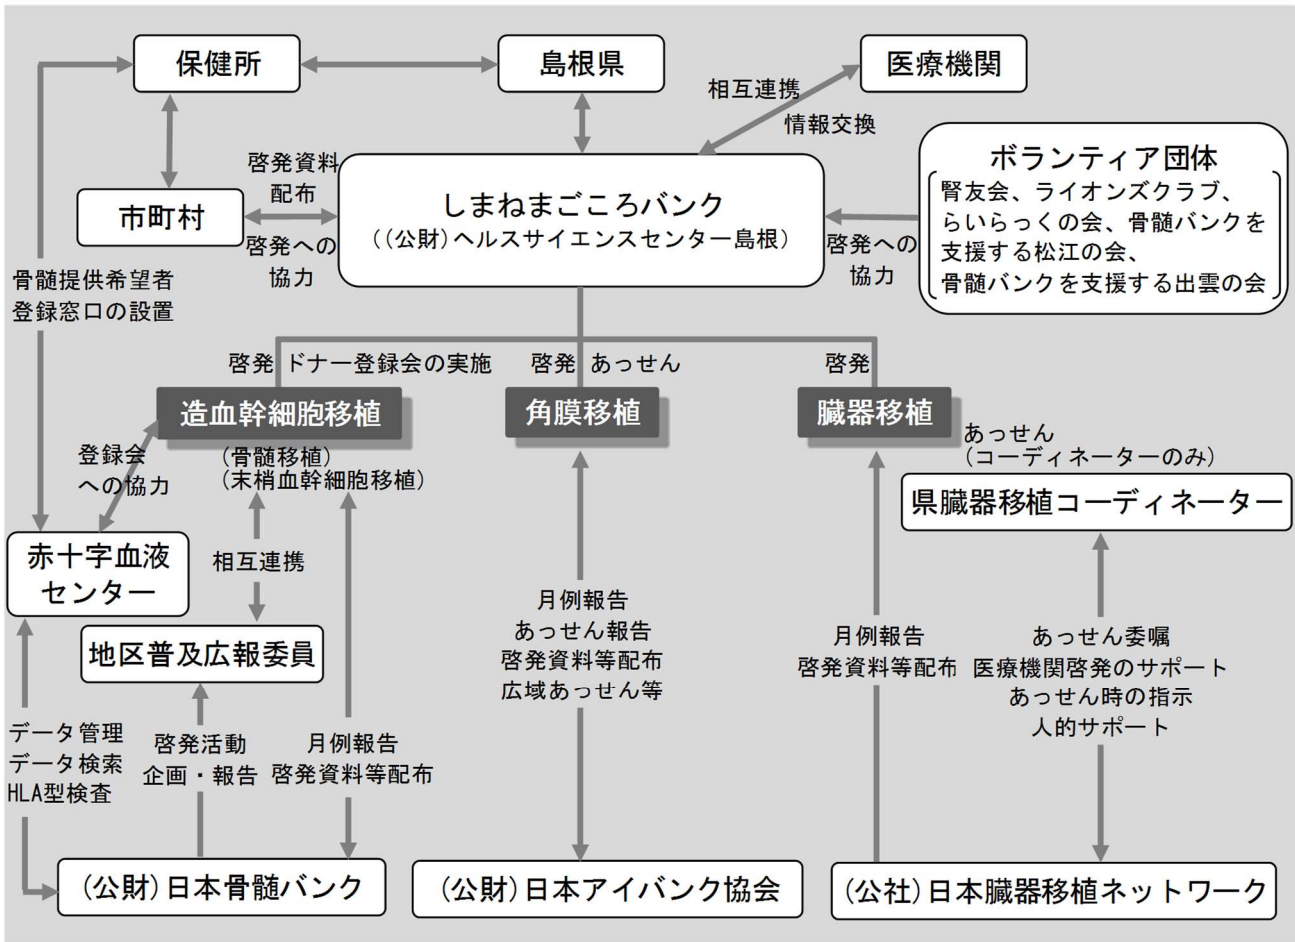 保健所
島根県
医療機関
相互連携
情報交換
啓発資料
配布
市町村
啓発への
協力
しまねまごころバンク
((公財)ヘルスサイエンスセンター島根)
啓発への
協力
ボランティア団体
腎友会、ライオンズクラブ、
らいらっくの会、骨髄バンクを
支援する松江の会、
骨髄バンクを支援する出雲の会
骨髄提供希望者
登録窓口の設置
啓発 ドナー登録会の実施
啓発 あっせん
啓発
造血幹細胞移植
(骨髄移植)
(末梢血幹細胞移植)
角膜移植
臓器移植
あっせん
(コーディネーターのみ)
県臓器移植コーディネーター
登録会
への協力
赤十字血液
センター
相互連携
地区普及広報委員
月例報告
あっせん報告
啓発資料等配布
広域あっせん等
月例報告
啓発資料等配布
あっせん委嘱
医療機関啓発のサポート
あっせん時の指示
人的サポート
データ管理
データ検索
HLA型検査
啓発活動
企画・報告
月例報告
啓発資料等配布
(公財)日本骨髄バンク
(公財)日本アイバンク協会
(公社)日本臓器移植ネットワーク